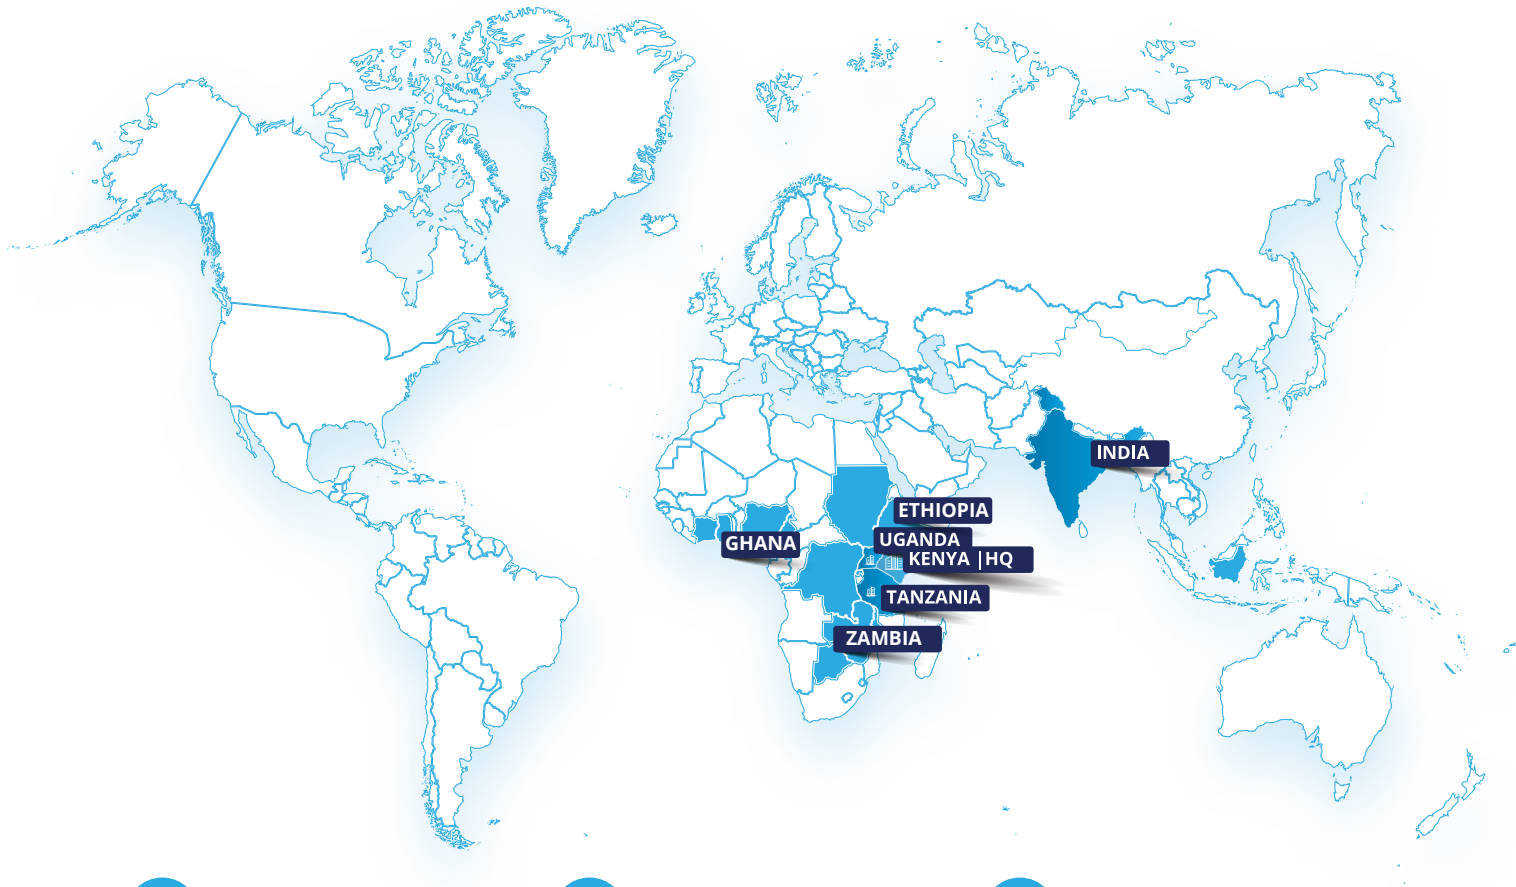 INDIA
ETHIOPIA
UGANDA
GHANA
KENYA |HQ
TANZANIA
ZAMBIA